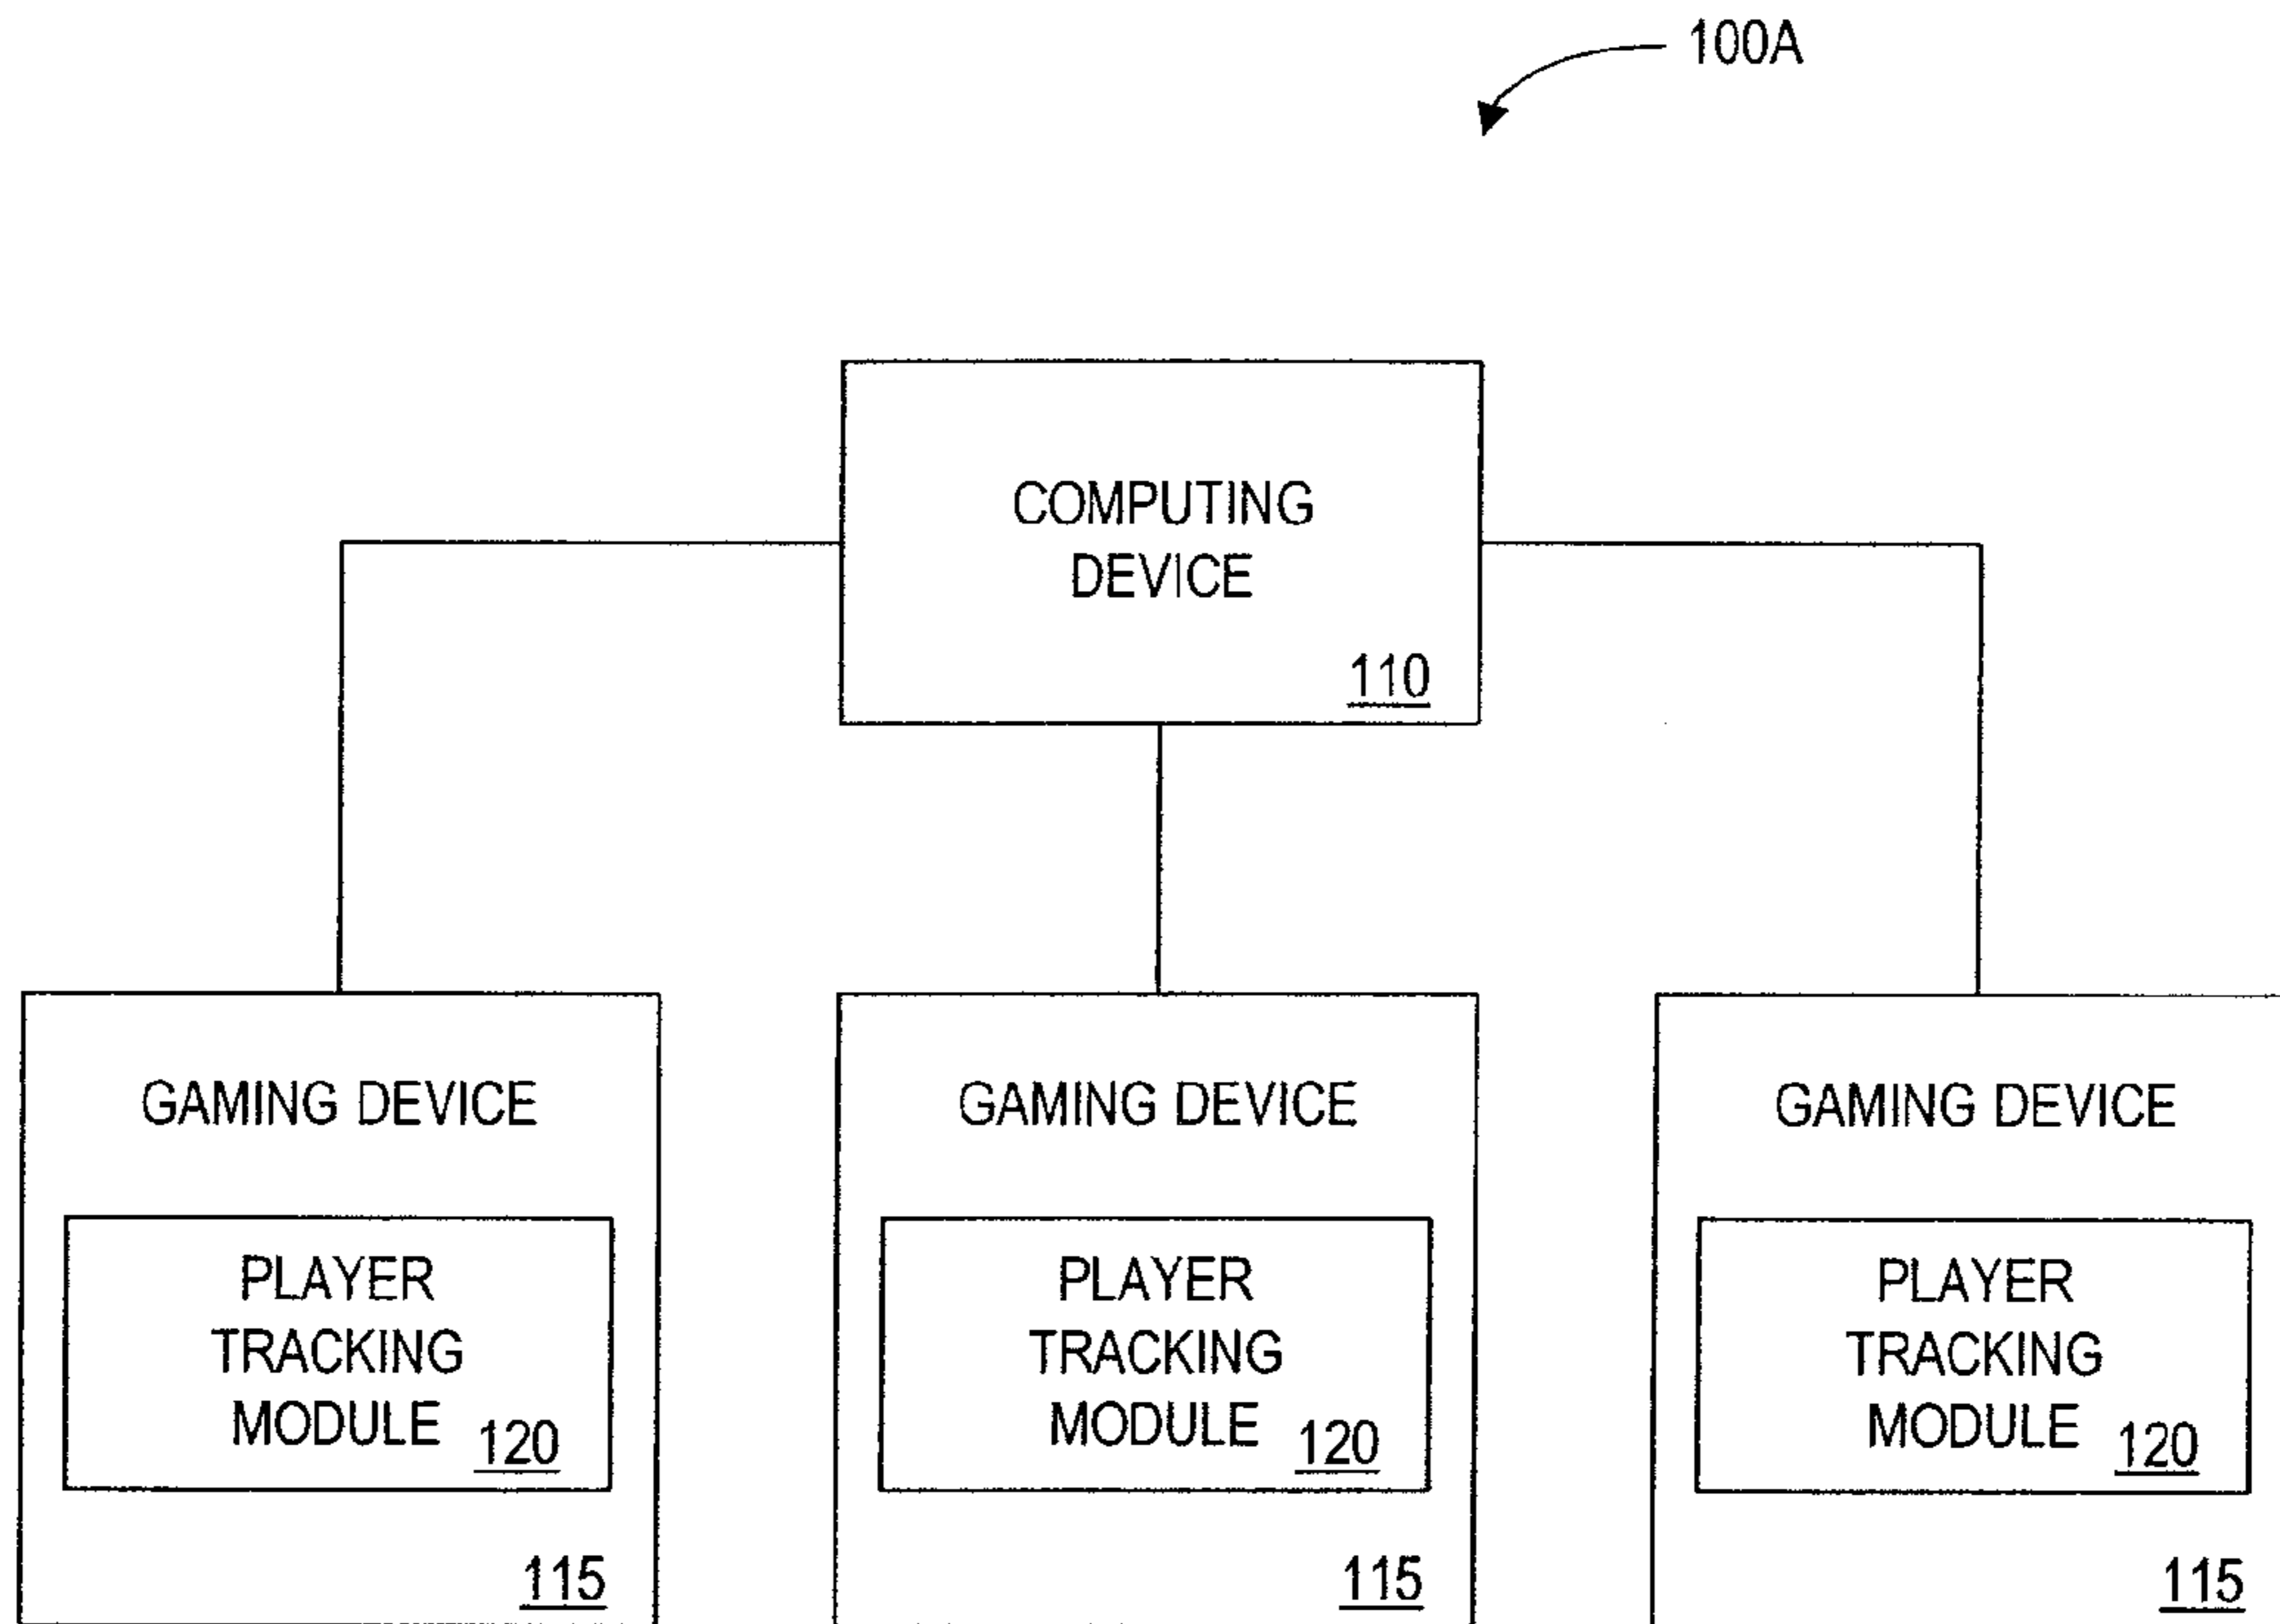 100A
COMPUTING
DEVICE
110
GAMING DEVICE
PLAYER
TRACKING
MODULE 120
115
GAMING DEVICE
PLAYER
TRACKING
MODULE 120
115
GAMING DEVICE
PLAYER
TRACKING
MODULE 120
115